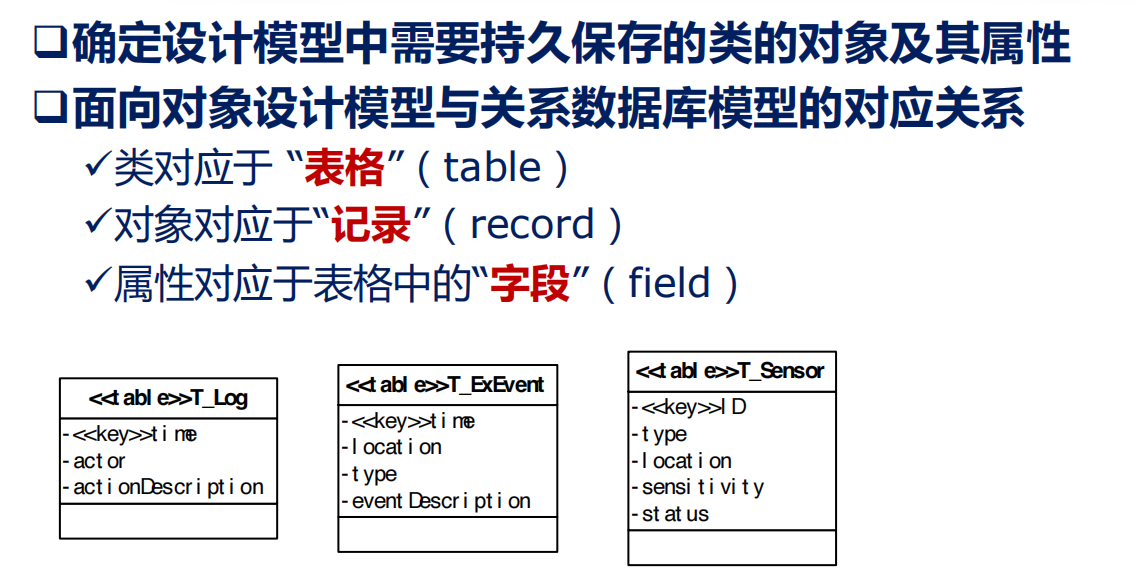 ❑确定设计模型中需要持久保存的类的对象及其属性
❑面向对象设计模型与关系数据库模型的对应关系
✓类对应于 “表格”（table）
✓对象对应于“记录”（record）
✓属性对应于表格中的“字段”（field）
<<table>>T_Log
-<<key>>time
-actor
-actionDescription
<<table>>T_ExEvent
-<<key>>time
-location
-type
-eventDescription
<<table>>T_Sensor
-<<key>>ID
-type
-location
-sensitivity
-status